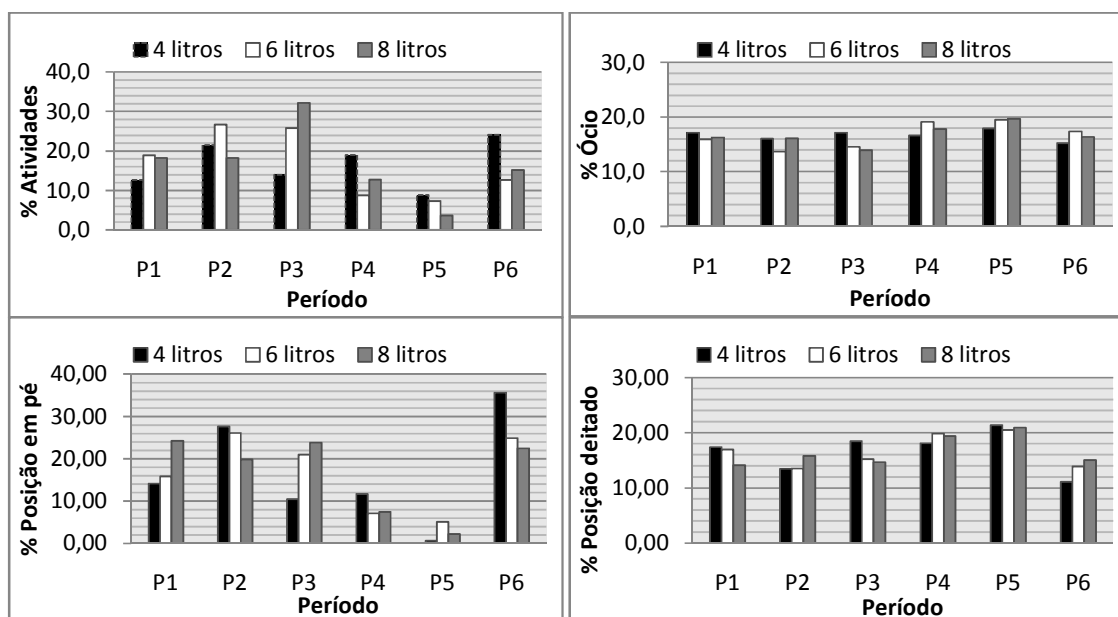 4 litros 6 litros 8 litros
% Atividades
40,0
30,0
20,0
10,0
0,0
P1 P2 P3 P4 P5 P6
Período
4 litros 6 litros 8 litros
% Ócio
30,0
20,0
10,0
0,0
P1 P2 P3 P4 P5 P6
Período
4 litros 6 litros 8 litros
% Posição em pé
40,00
30,00
20,00
10,00
0,00
P1 P2 P3 P4 P5 P6
Período
4 litros 6 litros 8 litros
% Posição deitado
30,00
20,00
10,00
0,00
P1 P2 P3 P4 P5 P6
Período